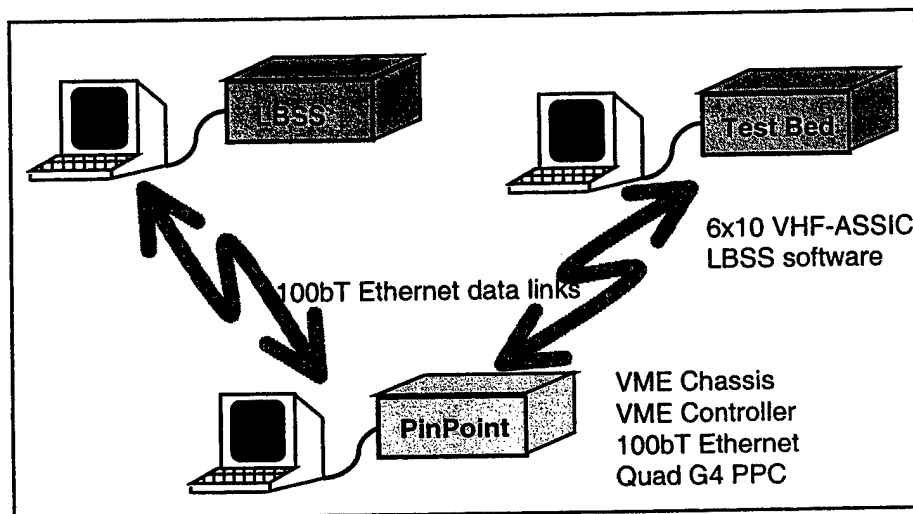 LBSS
Test Bed
6x10 VHF-ASSIC
LBSS software
100bT Ethernet data links
PinPoint
VME Chassis
VME Controller
100bT Ethernet
Quad G4 PPC